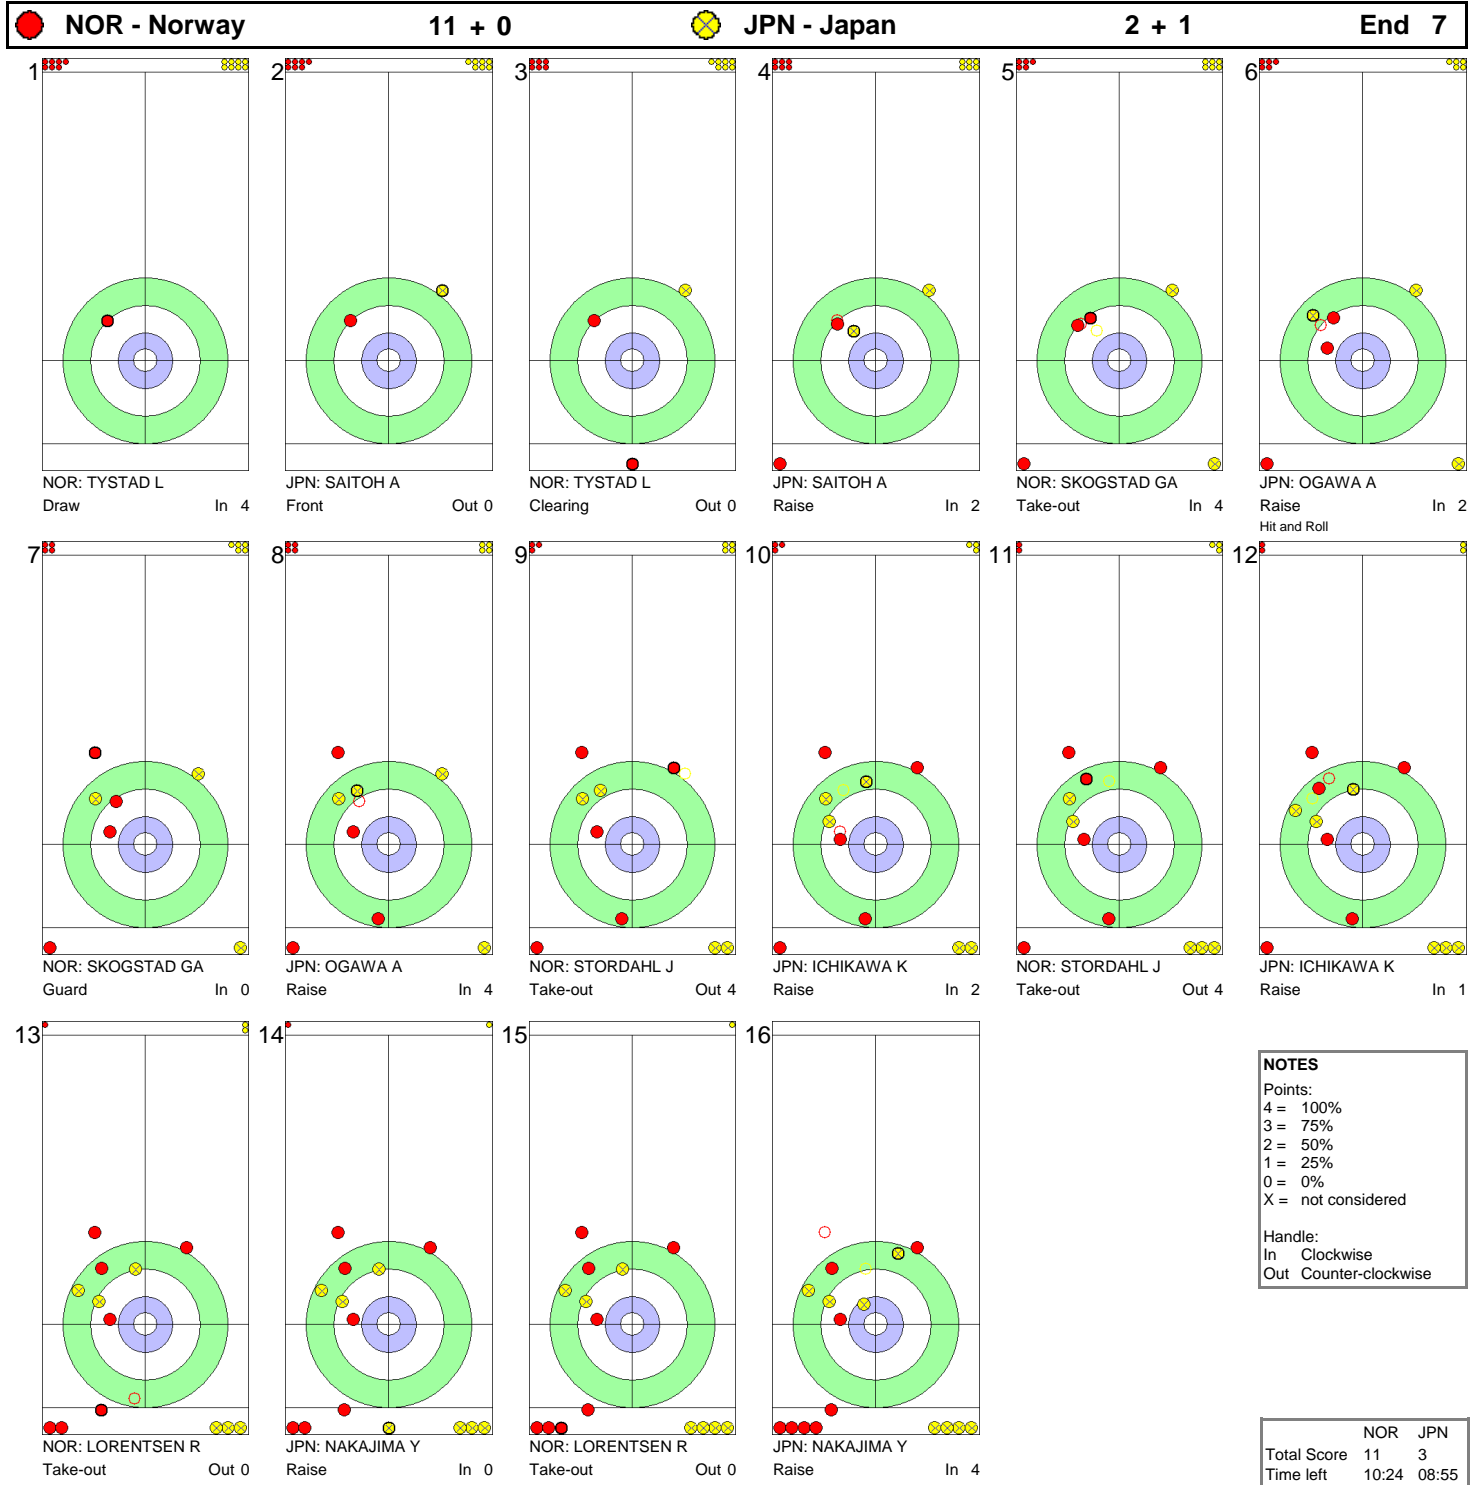 NOR - Norway 11 + 0 JPN - Japan 2 + 1 End 7
1 2 3 4 5 6
NOR: TYSTAD L JPN: SAITOH A NOR: TYSTAD L JPN: SAITOH A NOR: SKOGSTAD GA JPN: OGAWA A
Draw In 4 Front Out 0 Clearing Out 0 Raise In 2 Take-out In 4 Raise In 2
Hit and Roll
7 8 9 10 11 12
NOR: SKOGSTAD GA JPN: OGAWA A NOR: STORDAHL J JPN: ICHIKAWA K NOR: STORDAHL J JPN: ICHIKAWA K
Guard In 0 Raise In 4 Take-out Out 4 Raise In 2 Take-out Out 4 Raise In 1
13 14 15 16
NOR: LORENTSEN R JPN: NAKAJIMA Y NOR: LORENTSEN R JPN: NAKAJIMA Y
Take-out Out 0 Raise In 0 Take-out Out 0 Raise In 4
NOTES
Points:
4 = 100%
3 = 75%
2 = 50%
1 = 25%
0 = 0%
X = not considered
Handle:
In Clockwise
Out Counter-clockwise
NOR JPN
Total Score 11 3
Time left 10:24 08:55